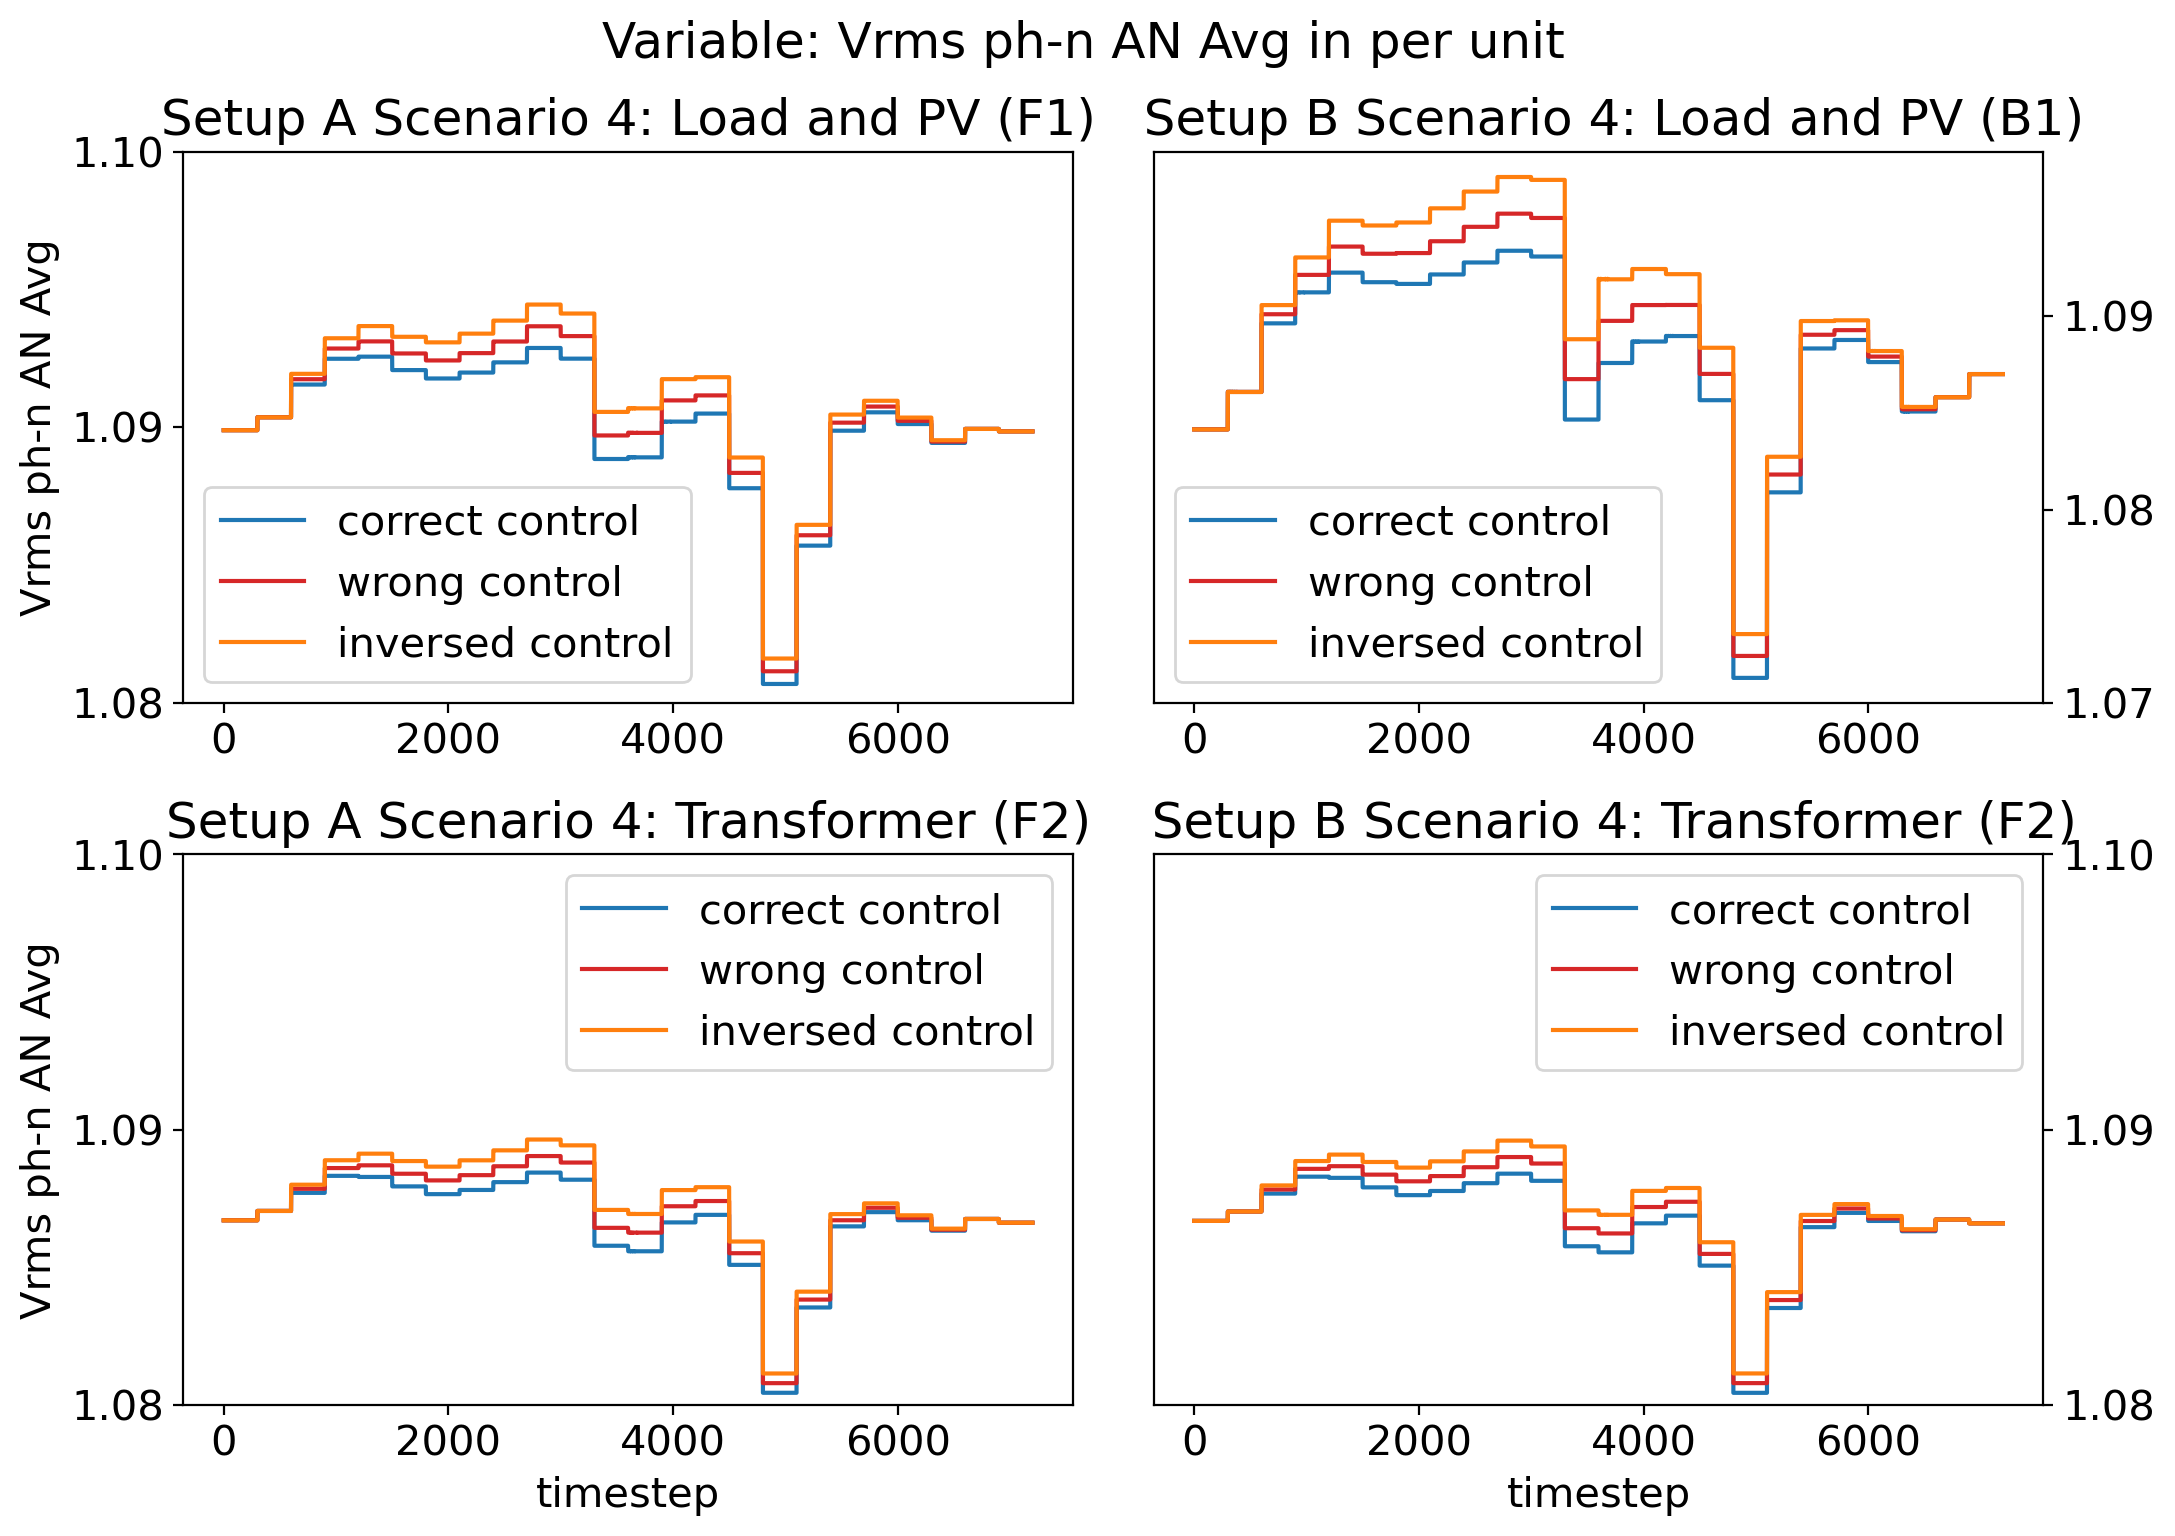 Variable: Vrms ph-n AN Avg in per unit
Setup A Scenario 4: Load and PV (F1)
1.10
1.09
1.08
Vrms ph-n AN Avg
correct control
wrong control
inversed control
0 2000 4000 6000
Setup B Scenario 4: Load and PV (B1)
1.09
1.08
1.07
correct control
wrong control
inversed control
0 2000 4000 6000
Setup A Scenario 4: Transformer (F2)
1.10
1.09
1.08
Vrms ph-n AN Avg
correct control
wrong control
inversed control
0 2000 4000 6000
timestep
Setup B Scenario 4: Transformer (F2)
1.10
1.09
1.08
correct control
wrong control
inversed control
0 2000 4000 6000
timestep